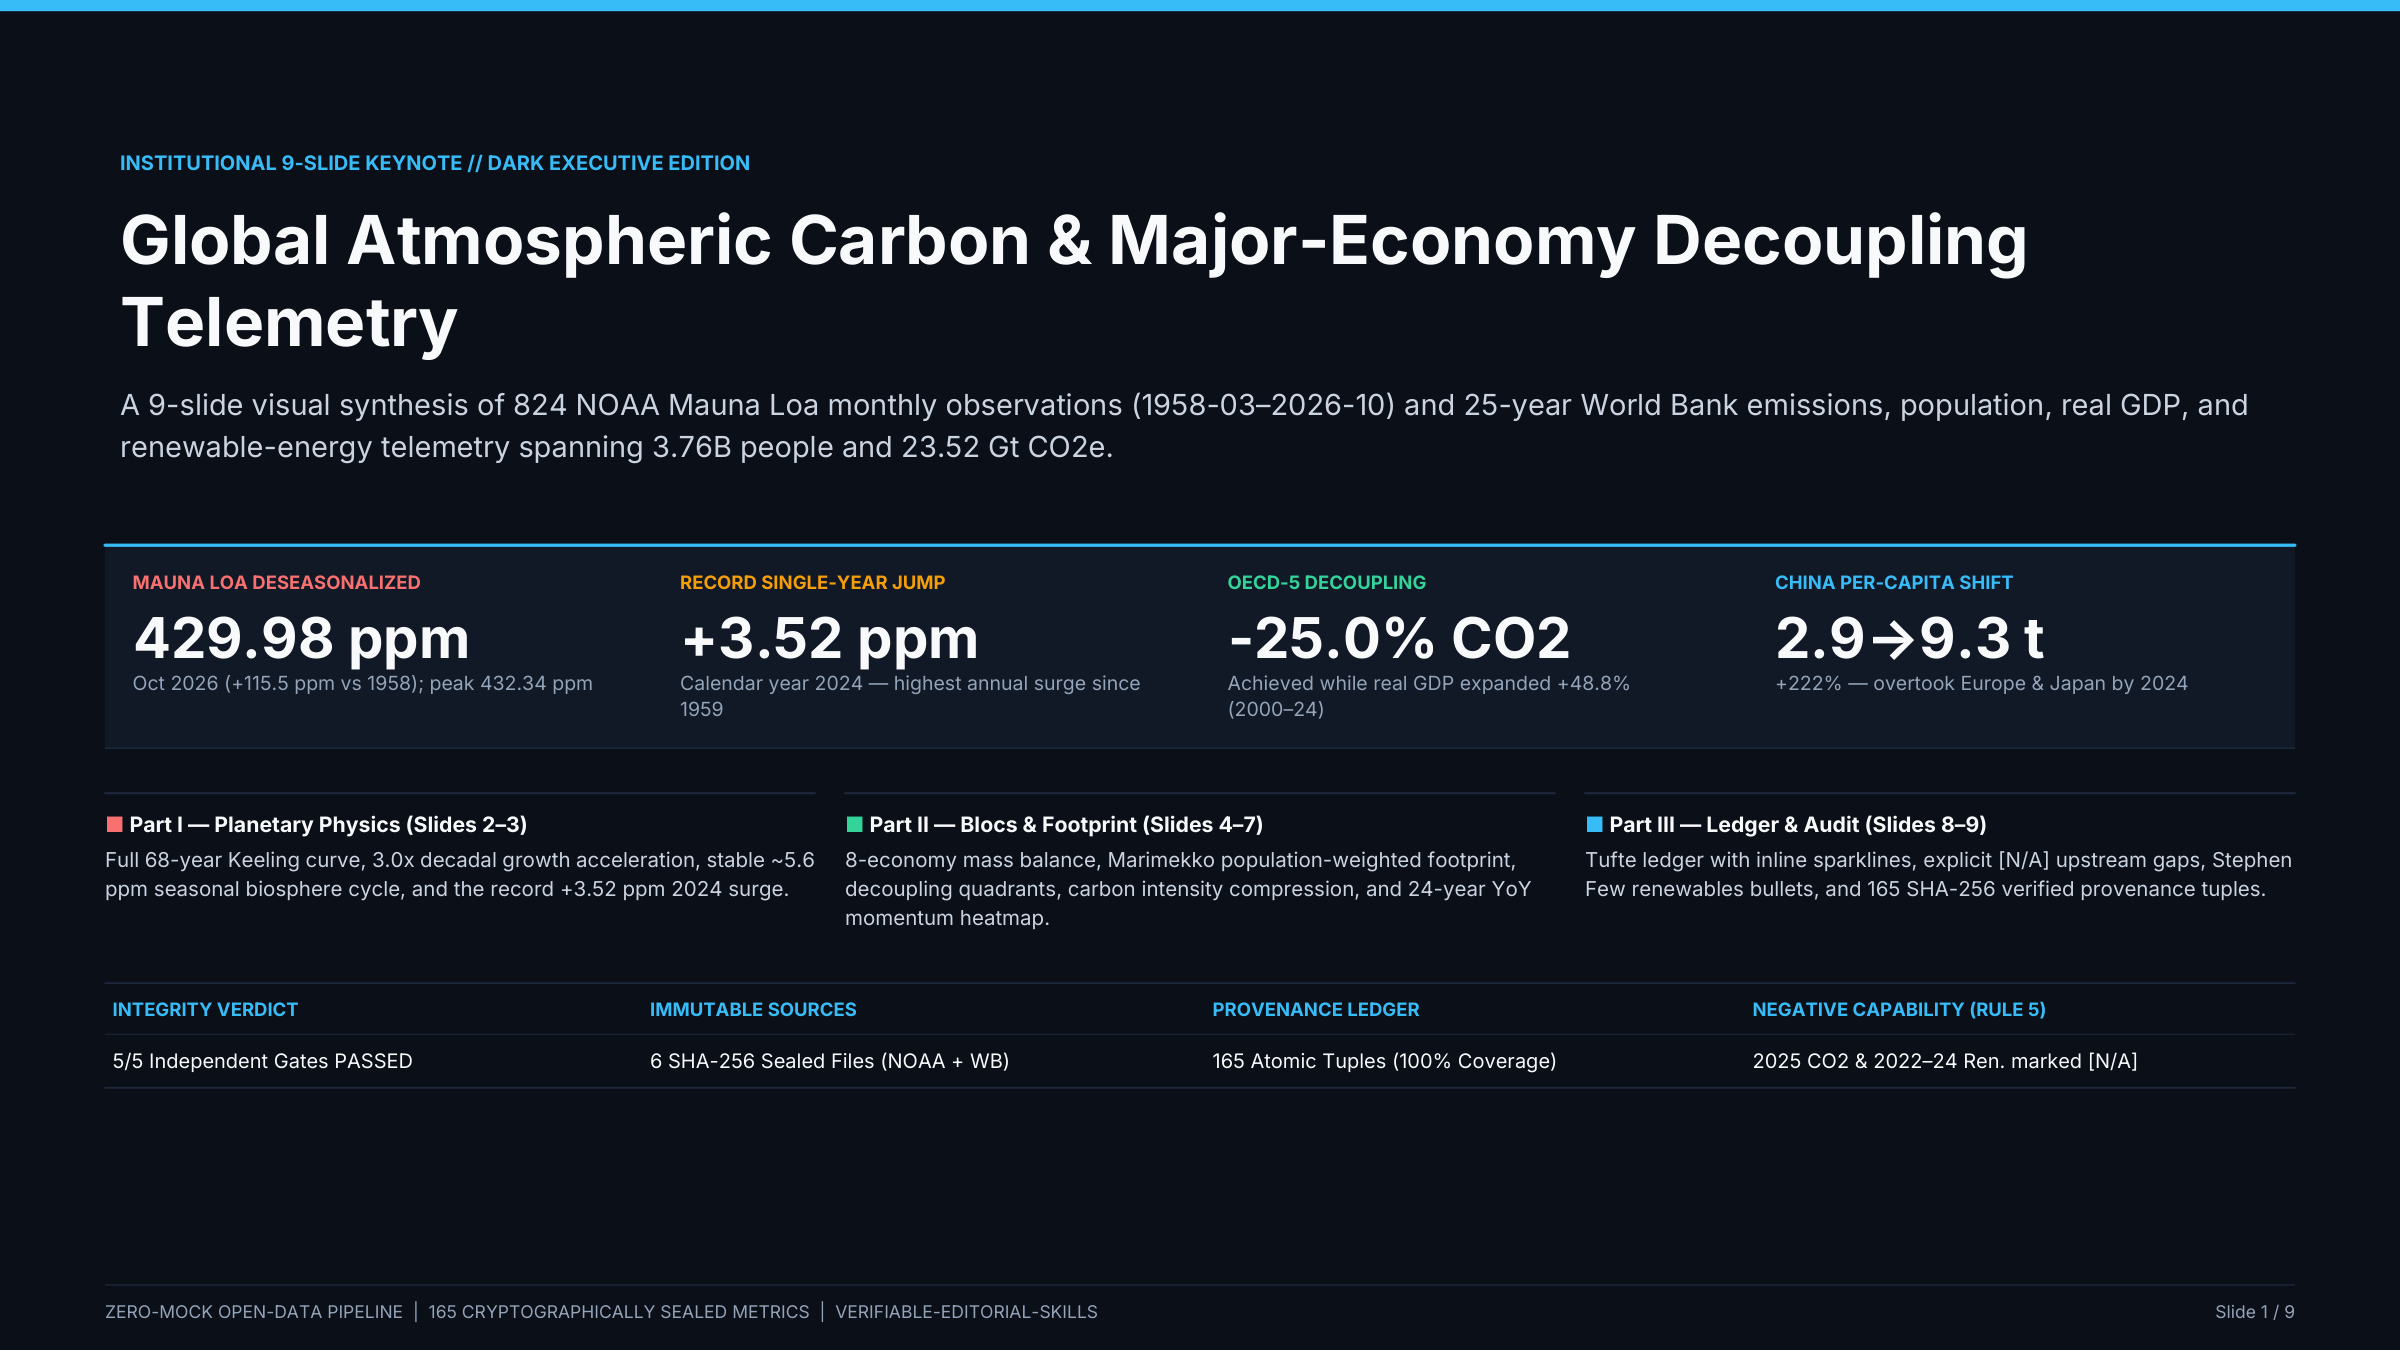 INSTITUTIONAL 9-SLIDE KEYNOTE // DARK EXECUTIVE EDITION
Global Atmospheric Carbon & Major-Economy Decoupling
Telemetry
A 9-slide visual synthesis of 824 NOAA Mauna Loa monthly observations (1958-03–2026-10) and 25-year World Bank emissions, population, real GDP, and
renewable-energy telemetry spanning 3.76B people and 23.52 Gt CO2e.
MAUNA LOA DESEASONALIZED
429.98 ppm
Oct 2026 (+115.5 ppm vs 1958); peak 432.34 ppm
RECORD SINGLE-YEAR JUMP
+3.52 ppm
Calendar year 2024 — highest annual surge since
1959
OECD-5 DECOUPLING
-25.0% CO2
Achieved while real GDP expanded +48.8%
(2000–24)
CHINA PER-CAPITA SHIFT
2.9→9.3 t
+222% — overtook Europe & Japan by 2024
Part I — Planetary Physics (Slides 2–3)
Full 68-year Keeling curve, 3.0x decadal growth acceleration, stable ~5.6
ppm seasonal biosphere cycle, and the record +3.52 ppm 2024 surge.
Part II — Blocs & Footprint (Slides 4–7)
8-economy mass balance, Marimekko population-weighted footprint,
decoupling quadrants, carbon intensity compression, and 24-year YoY
momentum heatmap.
Part III — Ledger & Audit (Slides 8–9)
Tufte ledger with inline sparklines, explicit [N/A] upstream gaps, Stephen
Few renewables bullets, and 165 SHA-256 verified provenance tuples.
INTEGRITY VERDICT
5/5 Independent Gates PASSED
IMMUTABLE SOURCES
6 SHA-256 Sealed Files (NOAA + WB)
PROVENANCE LEDGER
165 Atomic Tuples (100% Coverage)
NEGATIVE CAPABILITY (RULE 5)
2025 CO2 & 2022–24 Ren. marked [N/A]
ZERO-MOCK OPEN-DATA PIPELINE | 165 CRYPTOGRAPHICALLY SEALED METRICS | VERIFIABLE-EDITORIAL-SKILLS
Slide 1 / 9